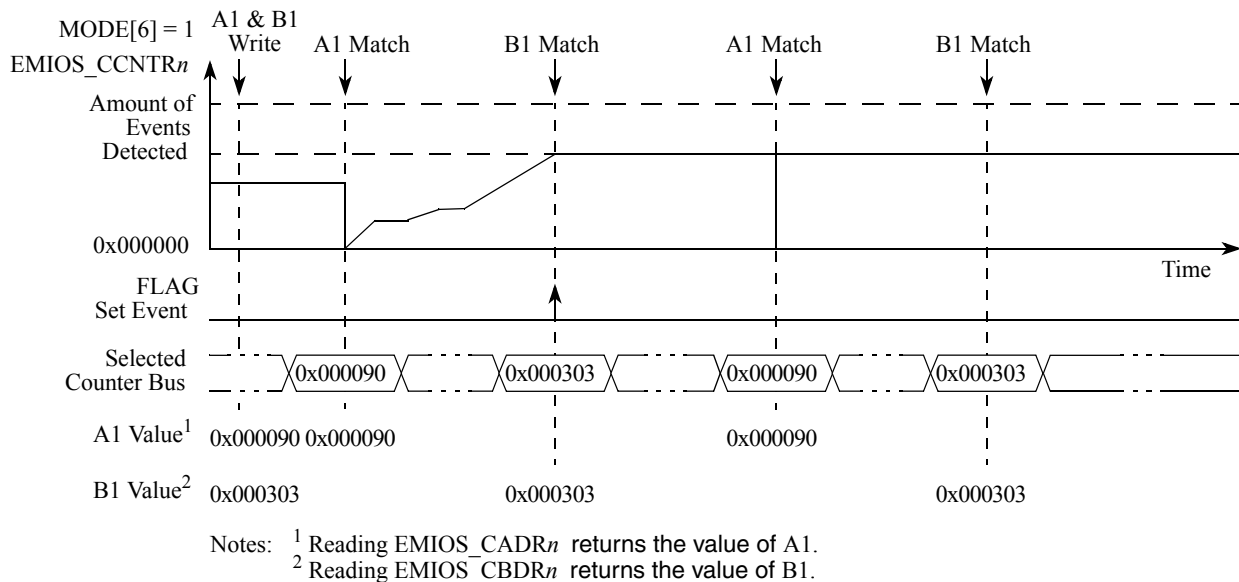 MODE[6] = 1
A1 & B1
Write
A1 Match
B1 Match
A1 Match
B1 Match
EMIOS_CCNTRn
Amount of
Events
Detected
0x000000
Time
FLAG
Set Event
Selected
Counter Bus
0x000090
0x000303
0x000090
0x000303
A1 Value1
0x000090 0x000090
0x000090
B1 Value2
0x000303
0x000303
0x000303
Notes: 1 Reading EMIOS_CADRn returns the value of A1.
2 Reading EMIOS_CBDRn returns the value of B1.